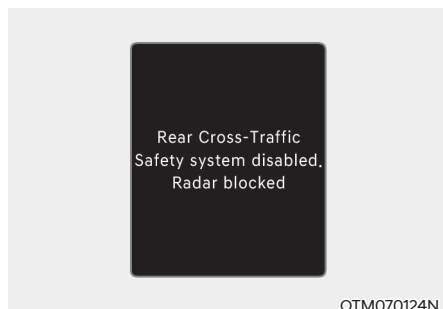 Rear Cross-Traffic
Safety system disabled.
Radar blocked
OTM070124N